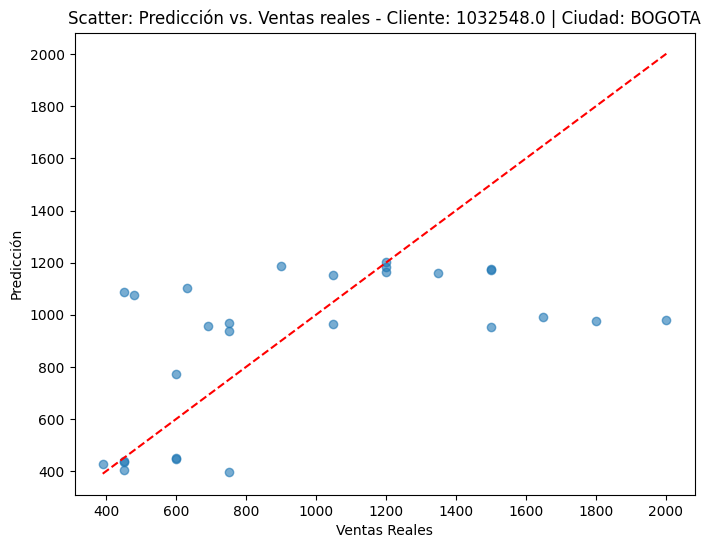 Scatter: Predicción vs. Ventas reales - Cliente: 1032548.0 | Ciudad: BOGOTA
2000
1800
1600
1400
1200
1000
800
600
400
Predicción
400 600 800 1000 1200 1400 1600 1800 2000
Ventas Reales